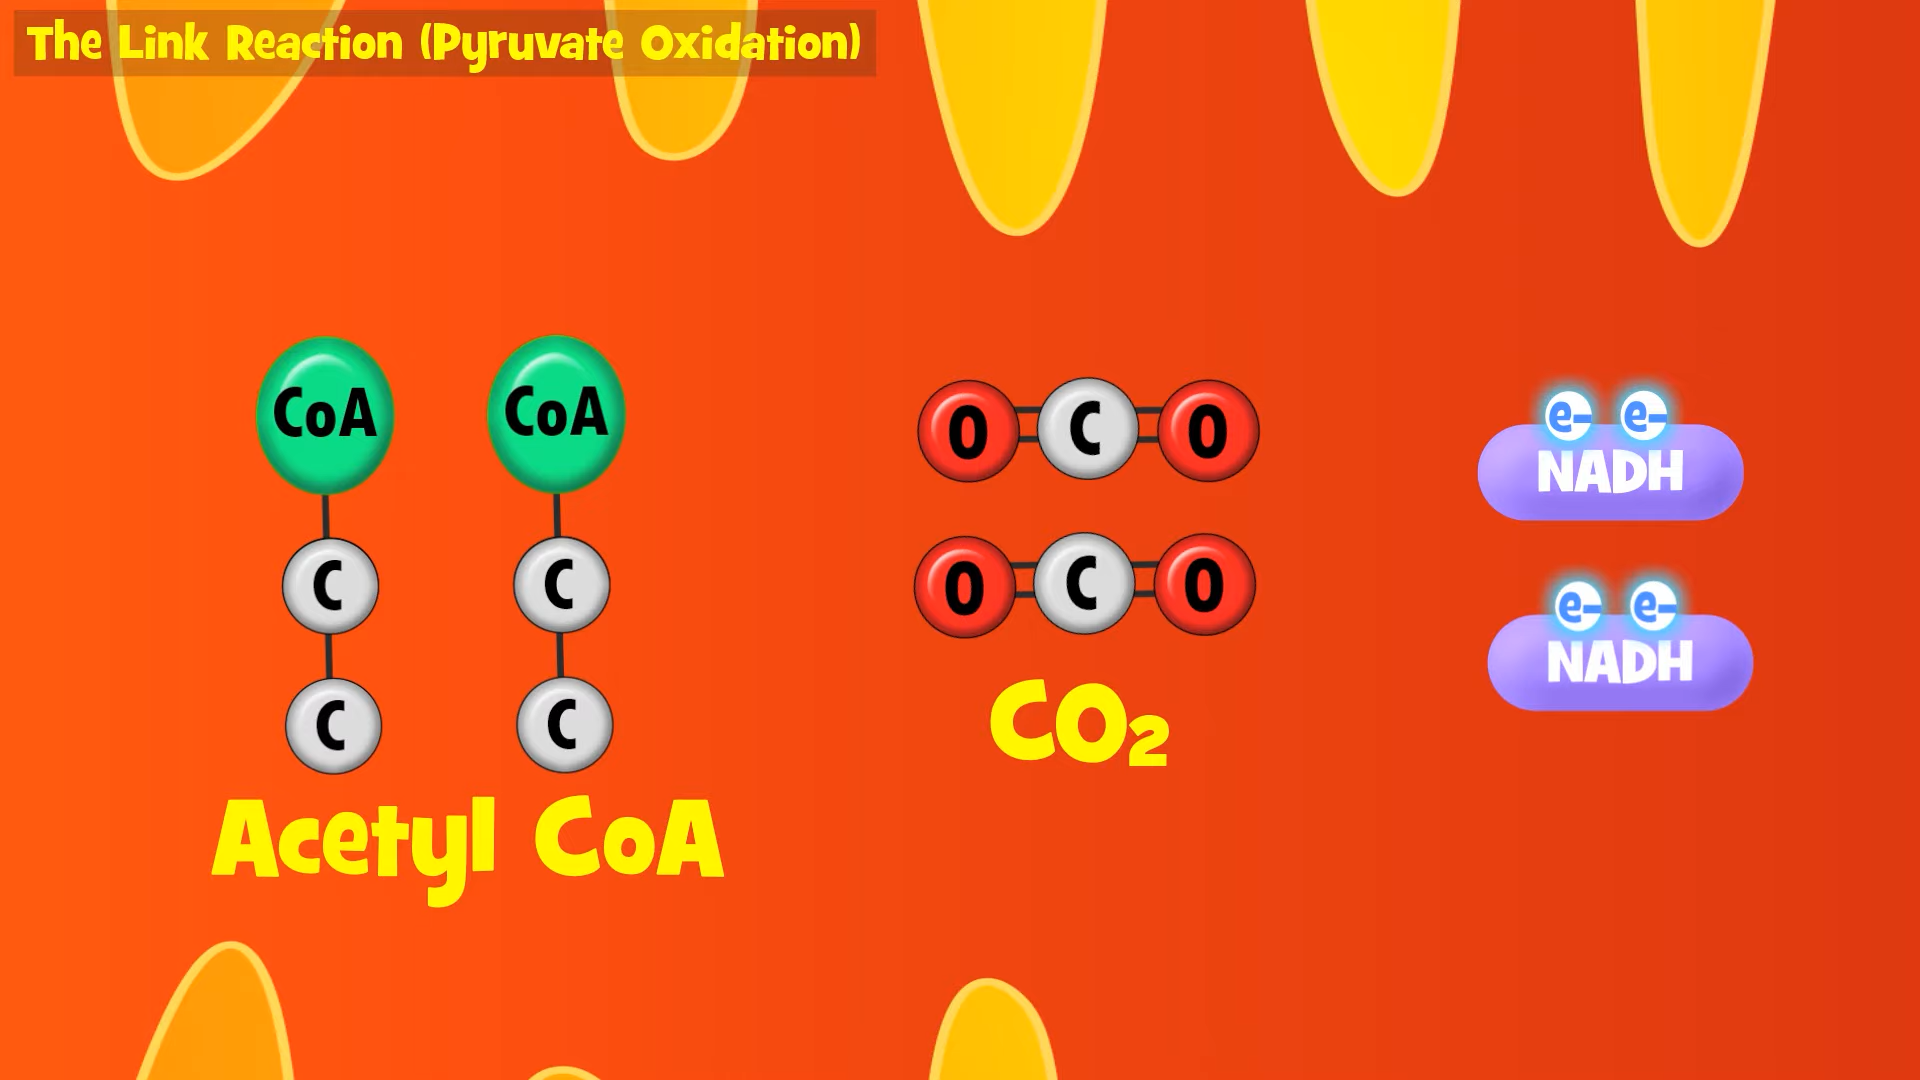 The Link Reaction (Pyruvate Oxidation)
CoA CoA
C C
C C
Acetyl CoA
O C O
O C O
CO₂
e- e-
NADH
e- e-
NADH